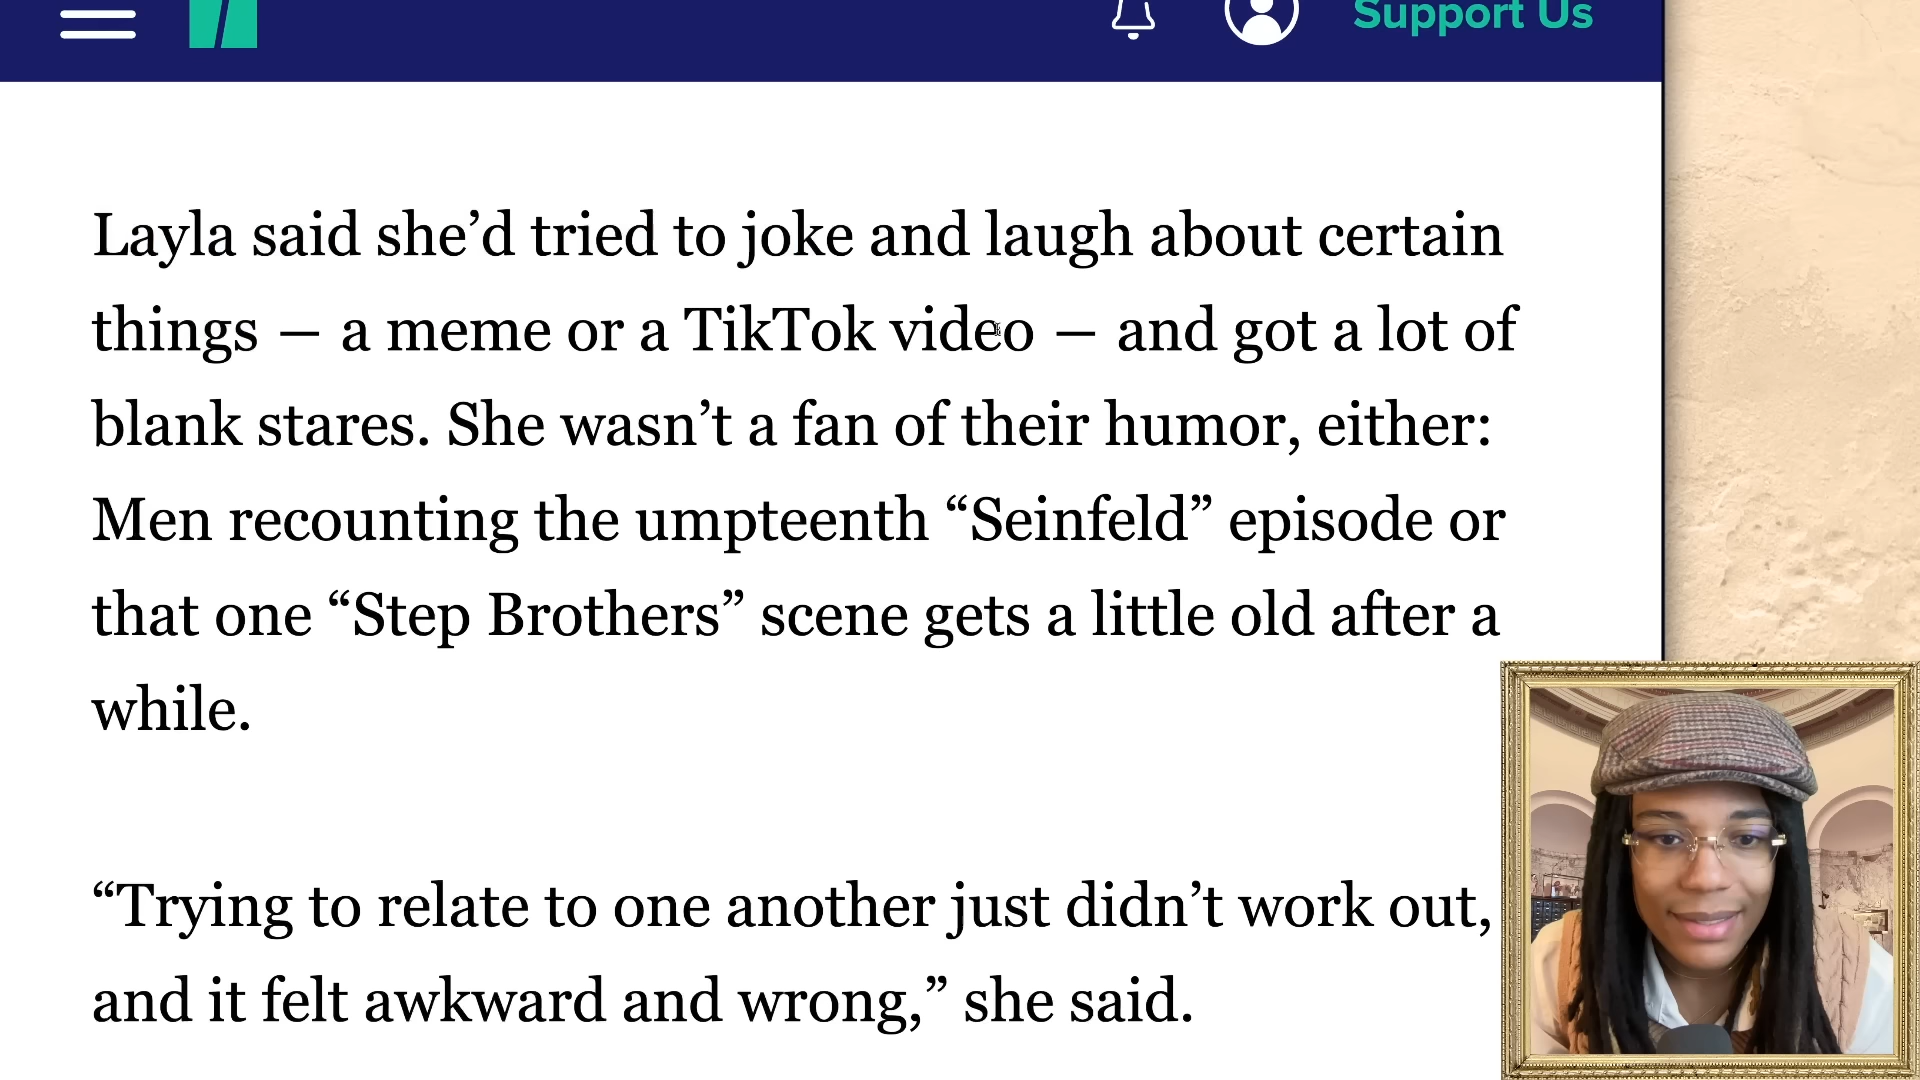 Support Us
Layla said she’d tried to joke and laugh about certain
things — a meme or a TikTok video — and got a lot of
blank stares. She wasn’t a fan of their humor, either:
Men recounting the umpteenth “Seinfeld” episode or
that one “Step Brothers” scene gets a little old after a
while.
“Trying to relate to one another just didn’t work out,
and it felt awkward and wrong,” she said.